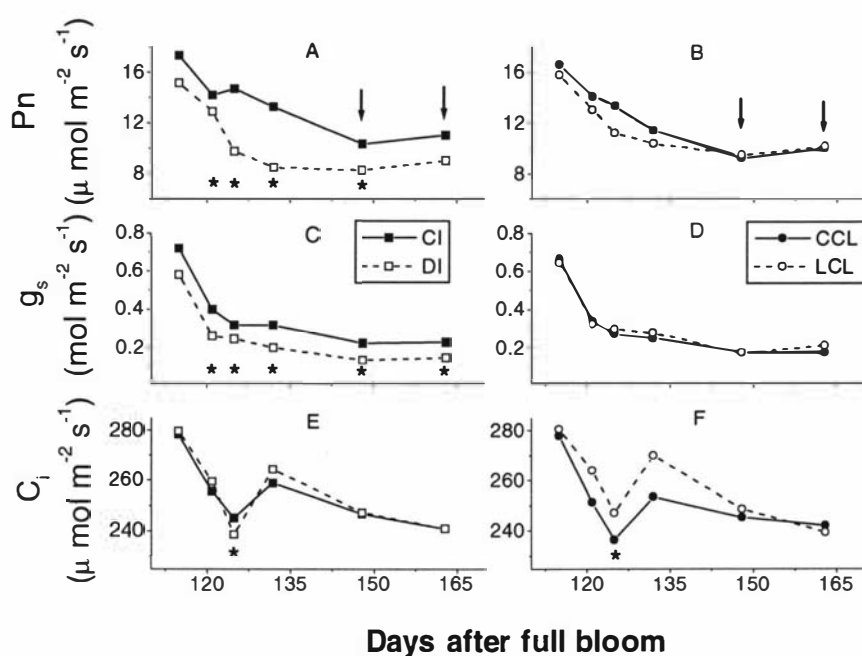 A
B
Pn
(μ mol m⁻² s⁻¹)
16
12
8
16
12
8
* * * *
C
CI
DI
D
CCL
LCL
gs
(mol m⁻² s⁻¹)
0.8
0.6
0.4
0.2
0.8
0.6
0.4
0.2
* * * * *
E
F
Ci
(μ mol m⁻² s⁻¹)
280
260
240
280
260
240
*
*
120 135 150 165
120 135 150 165
Days after full bloom